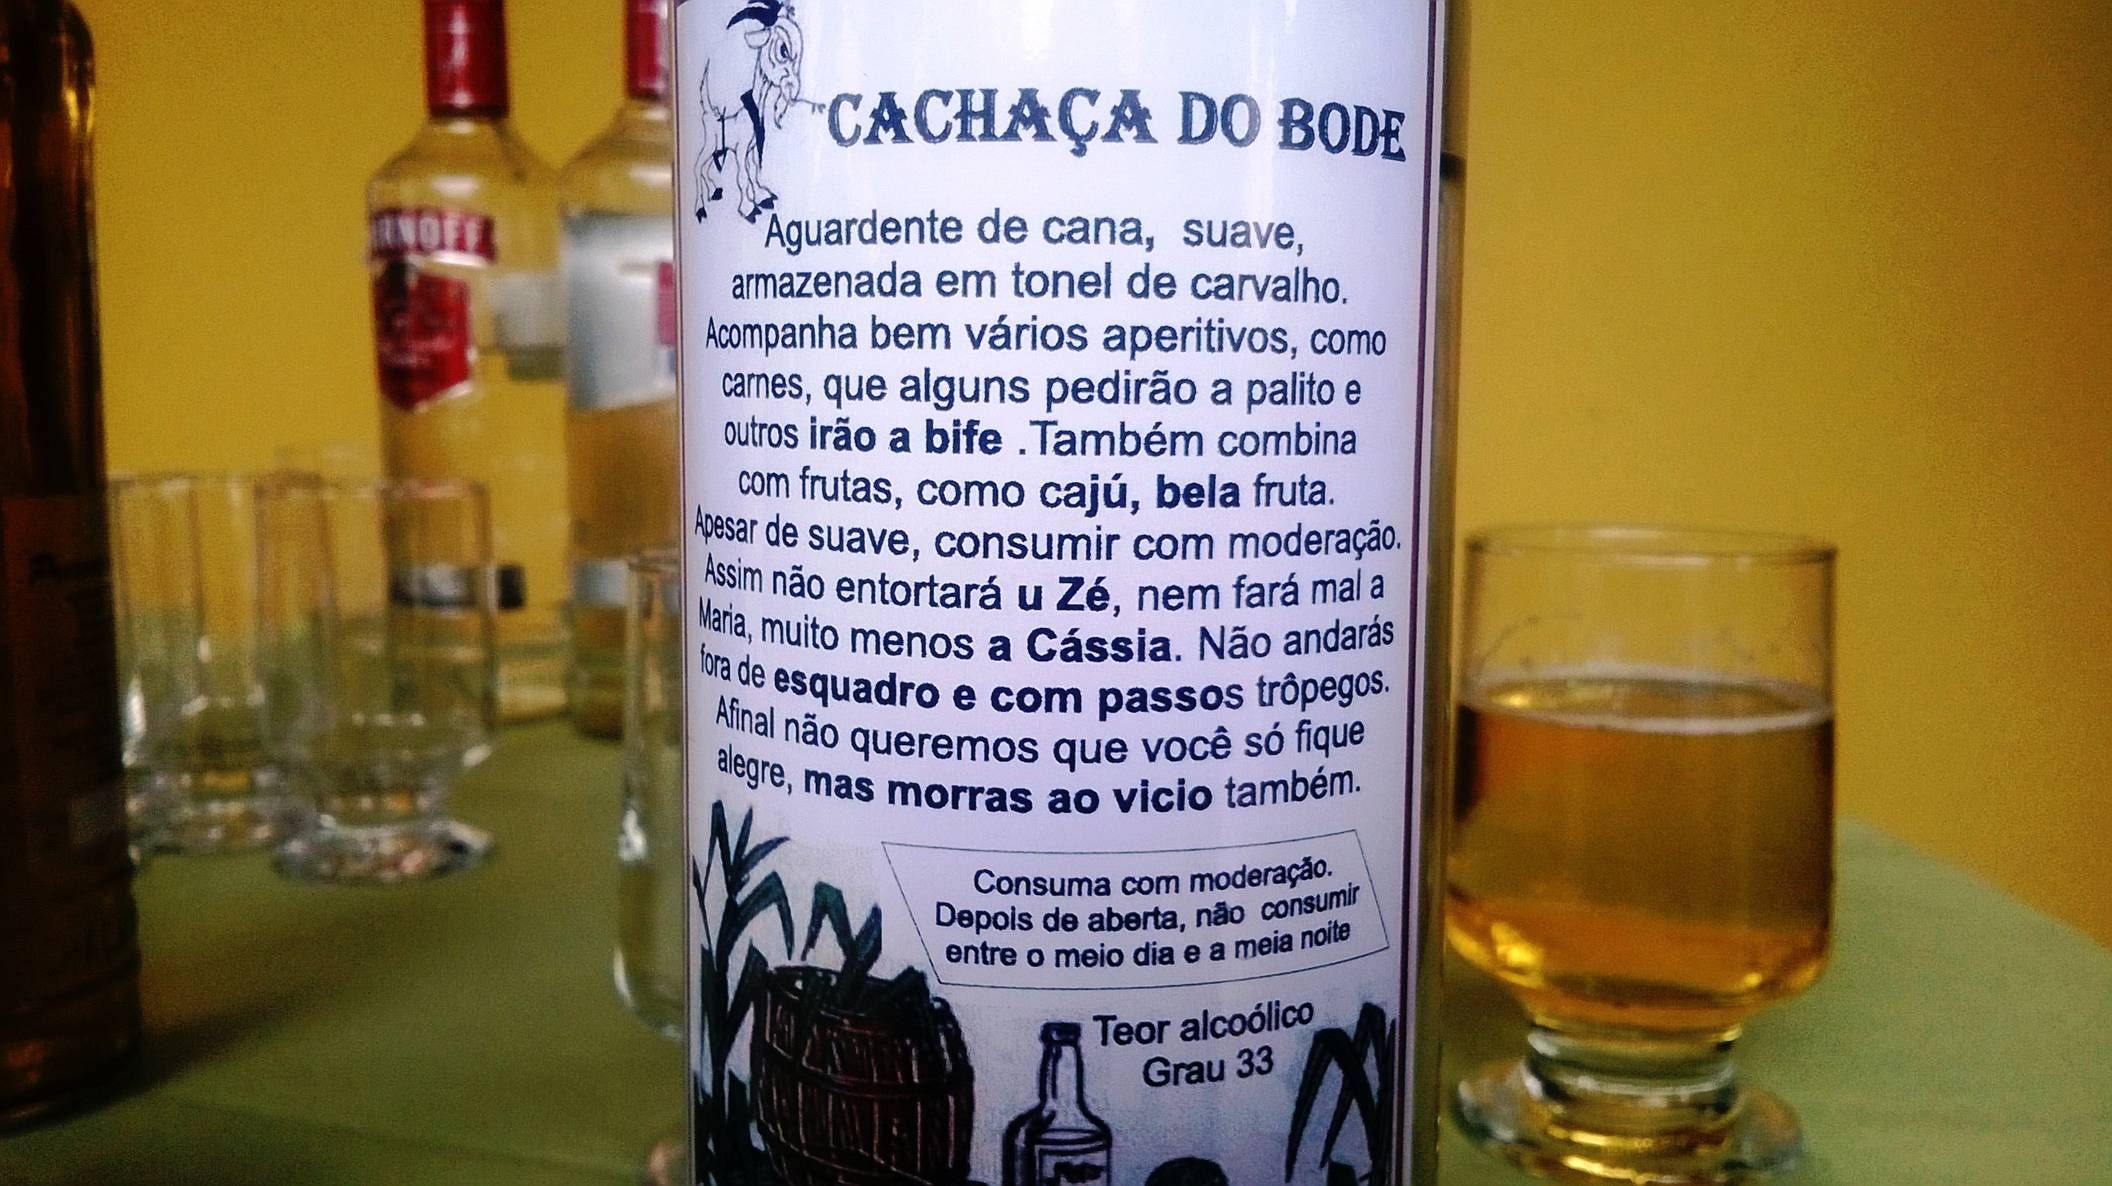 CACHAÇA DO BODE
Aguardente de cana, suave,
armazenada em tonel de carvalho.
Acompanha bem vários aperitivos, como
carnes, que alguns pedirão a palito e
outros irão a bife .Também combina
com frutas, como cajú, bela fruta.
Apesar de suave, consumir com moderação.
Assim não entortará u Zé, nem fará mal a
Maria, muito menos a Cássia. Não andarás
fora de esquadro e com passos trôpegos.
Afinal não queremos que você só fique
alegre, mas morras ao vicio também.
Consuma com moderação.
Depois de aberta, não consumir
entre o meio dia e a meia noite
Teor alcoólico
Grau 33
RNOFF